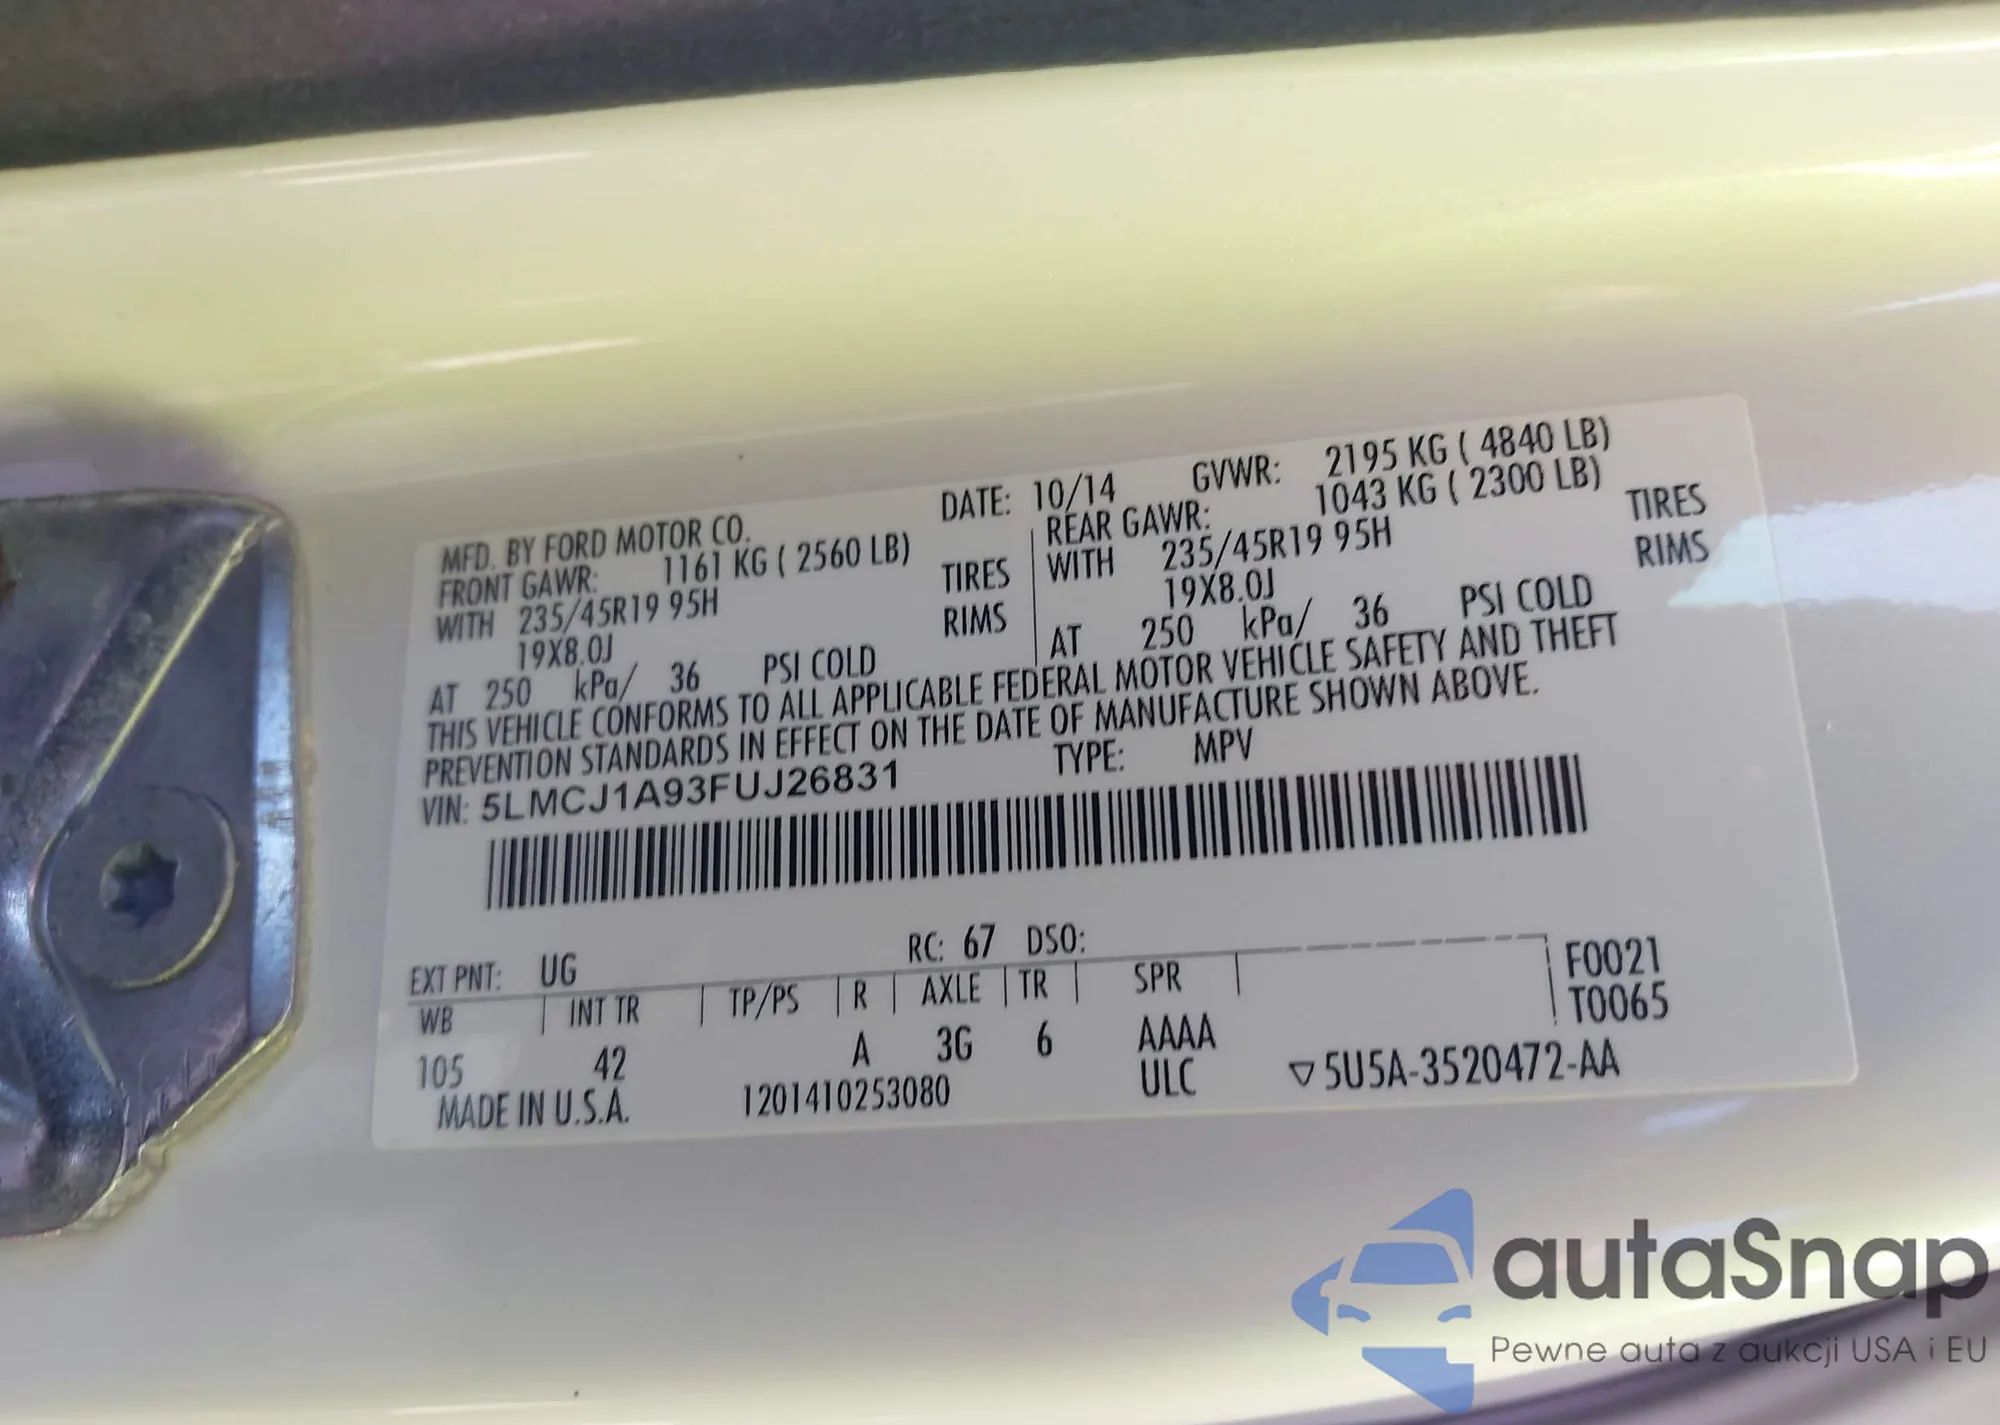 MFD. BY FORD MOTOR CO.
DATE: 10/14 GVWR: 2195 KG ( 4840 LB)
FRONT GAWR: 1161 KG ( 2560 LB)
WITH 235/45R19 95H TIRES
19X8.0J RIMS
AT 250 kPa/ 36 PSI COLD
REAR GAWR: 1043 KG ( 2300 LB)
WITH 235/45R19 95H TIRES
19X8.0J RIMS
AT 250 kPa/ 36 PSI COLD
THIS VEHICLE CONFORMS TO ALL APPLICABLE FEDERAL MOTOR VEHICLE SAFETY AND THEFT
PREVENTION STANDARDS IN EFFECT ON THE DATE OF MANUFACTURE SHOWN ABOVE.
VIN: 5LMCJ1A93FUJ26831 TYPE: MPV
EXT PNT: UG RC: 67 DSO:
WB INT TR TP/PS R AXLE TR SPR F0021
T0065
105 42 A 3G 6 AAAA
ULC
MADE IN U.S.A. 1201410253080 ▽5U5A-3520472-AA
autaSnap
Pewne auta z aukcji USA i EU